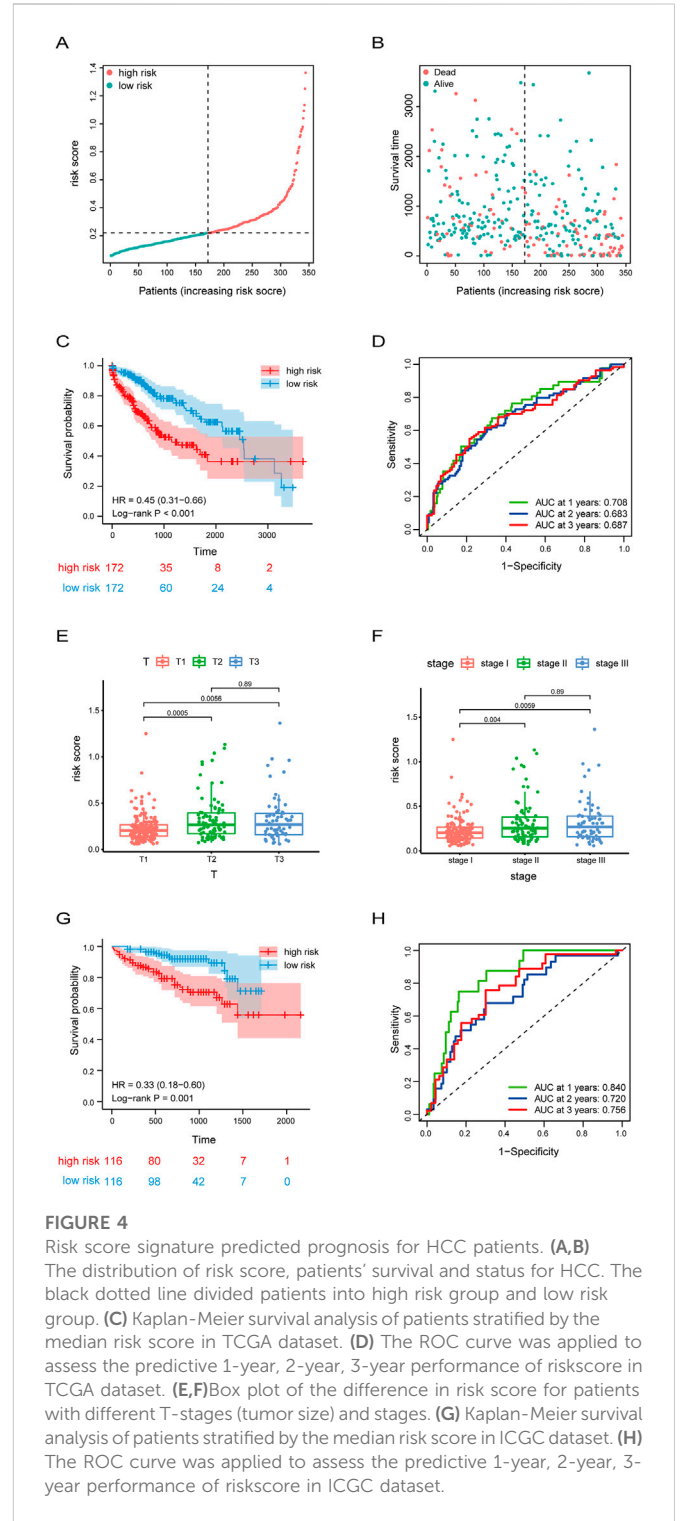 A
high risk
low risk
risk score
0.2 0.4 0.6 0.8 1.0 1.2 1.4
0 50 100 150 200 250 300 350
Patients (increasing risk socre)
B
Dead
Alive
Survival time
0 1000 2000 3000
0 50 100 150 200 250 300 350
Patients (increasing risk socre)
C
high risk
low risk
Survival probability
1.0
0.8
0.6
0.4
0.2
0.0
HR = 0.45 (0.31−0.66)
Log−rank P < 0.001
0 1000 2000 3000
Time
high risk 172 35 8 2
low risk 172 60 24 4
D
Sensitivity
0.0 0.2 0.4 0.6 0.8 1.0
AUC at 1 years: 0.708
AUC at 2 years: 0.683
AUC at 3 years: 0.687
0.0 0.2 0.4 0.6 0.8 1.0
1−Specificity
E
T T1 T2 T3
risk score
1.5
1.0
0.5
0.0
0.89
0.0056
0.0005
T1 T2 T3
T
F
stage stage I stage II stage III
risk score
1.5
1.0
0.5
0.0
0.89
0.0059
0.004
stage I stage II stage III
stage
G
high risk
low risk
Survival probability
1.0
0.8
0.6
0.4
0.2
0.0
HR = 0.33 (0.18−0.60)
Log−rank P = 0.001
0 500 1000 1500 2000
Time
high risk 116 80 32 7 1
low risk 116 98 42 7 0
H
Sensitivity
0.0 0.2 0.4 0.6 0.8 1.0
AUC at 1 years: 0.840
AUC at 2 years: 0.720
AUC at 3 years: 0.756
0.0 0.2 0.4 0.6 0.8 1.0
1−Specificity
FIGURE 4
Risk score signature predicted prognosis for HCC patients. (A,B)
The distribution of risk score, patients' survival and status for HCC. The
black dotted line divided patients into high risk group and low risk
group. (C) Kaplan-Meier survival analysis of patients stratified by the
median risk score in TCGA dataset. (D) The ROC curve was applied to
assess the predictive 1-year, 2-year, 3-year performance of riskscore in
TCGA dataset. (E,F)Box plot of the difference in risk score for patients
with different T-stages (tumor size) and stages. (G) Kaplan-Meier survival
analysis of patients stratified by the median risk score in ICGC dataset. (H)
The ROC curve was applied to assess the predictive 1-year, 2-year, 3-
year performance of riskscore in ICGC dataset.